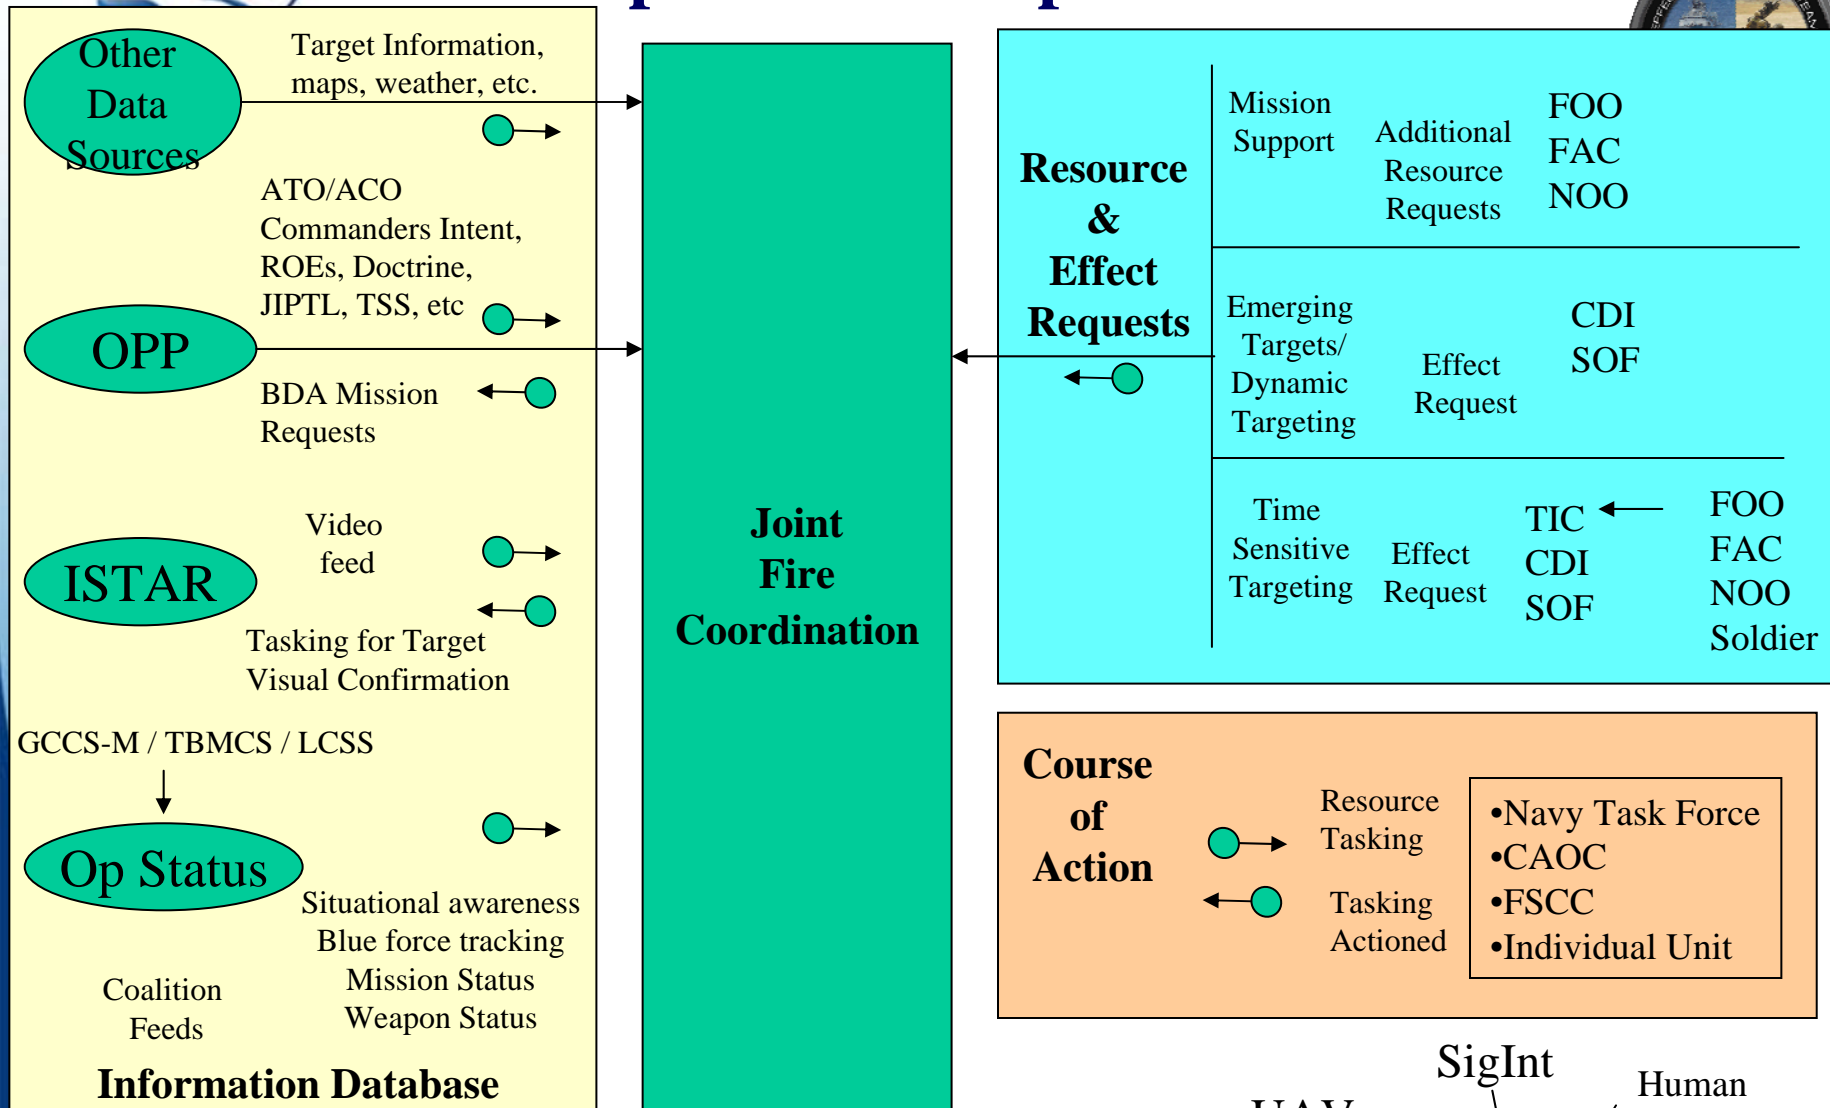 Other
Data
Sources
Target Information,
maps, weather, etc.
ATO/ACO
Commanders Intent,
ROEs, Doctrine,
JIPTL, TSS, etc
OPP
BDA Mission
Requests
Video
feed
ISTAR
Tasking for Target
Visual Confirmation
GCCS-M / TBMCS / LCSS
Op Status
Situational awareness
Blue force tracking
Mission Status
Weapon Status
Coalition
Feeds
Information Database
Joint
Fire
Coordination
Resource
&
Effect
Requests
Mission
Support
Additional
Resource
Requests
FOO
FAC
NOO
Emerging
Targets/
Dynamic
Targeting
Effect
Request
CDI
SOF
Time
Sensitive
Targeting
Effect
Request
TIC
CDI
SOF
FOO
FAC
NOO
Soldier
Course
of
Action
Resource
Tasking
Tasking
Actioned
•Navy Task Force
•CAOC
•FSCC
•Individual Unit
SigInt
Human
UAV